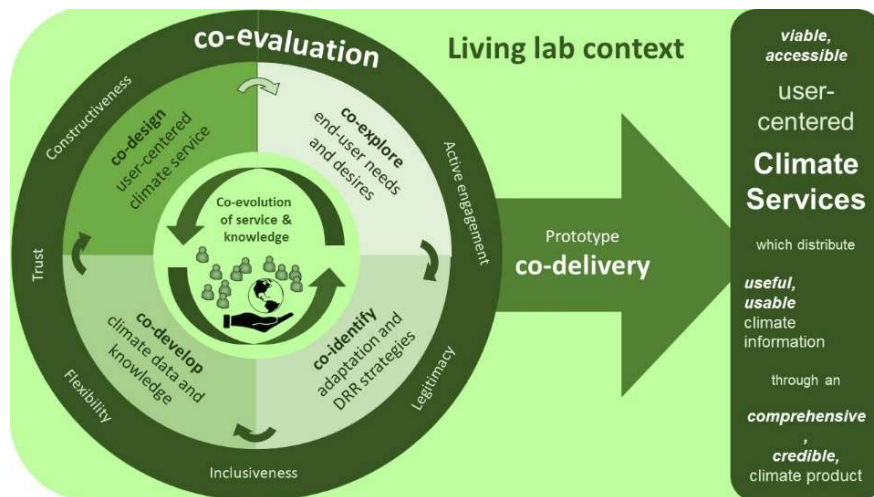 co-evaluation
Living lab context
Constructiveness
Active engagement
Legitimacy
Inclusiveness
Flexibility
Trust
co-design
user-centered
climate service
co-explore
end-user needs
and desires
co-identify
adaptation and
DRR strategies
co-develop
climate data and
knowledge
Co-evolution
of service &
knowledge
Prototype
co-delivery
viable,
accessible
user-
centered
Climate
Services
which distribute
useful,
usable
climate
information
through an
comprehensive
,
credible,
climate product